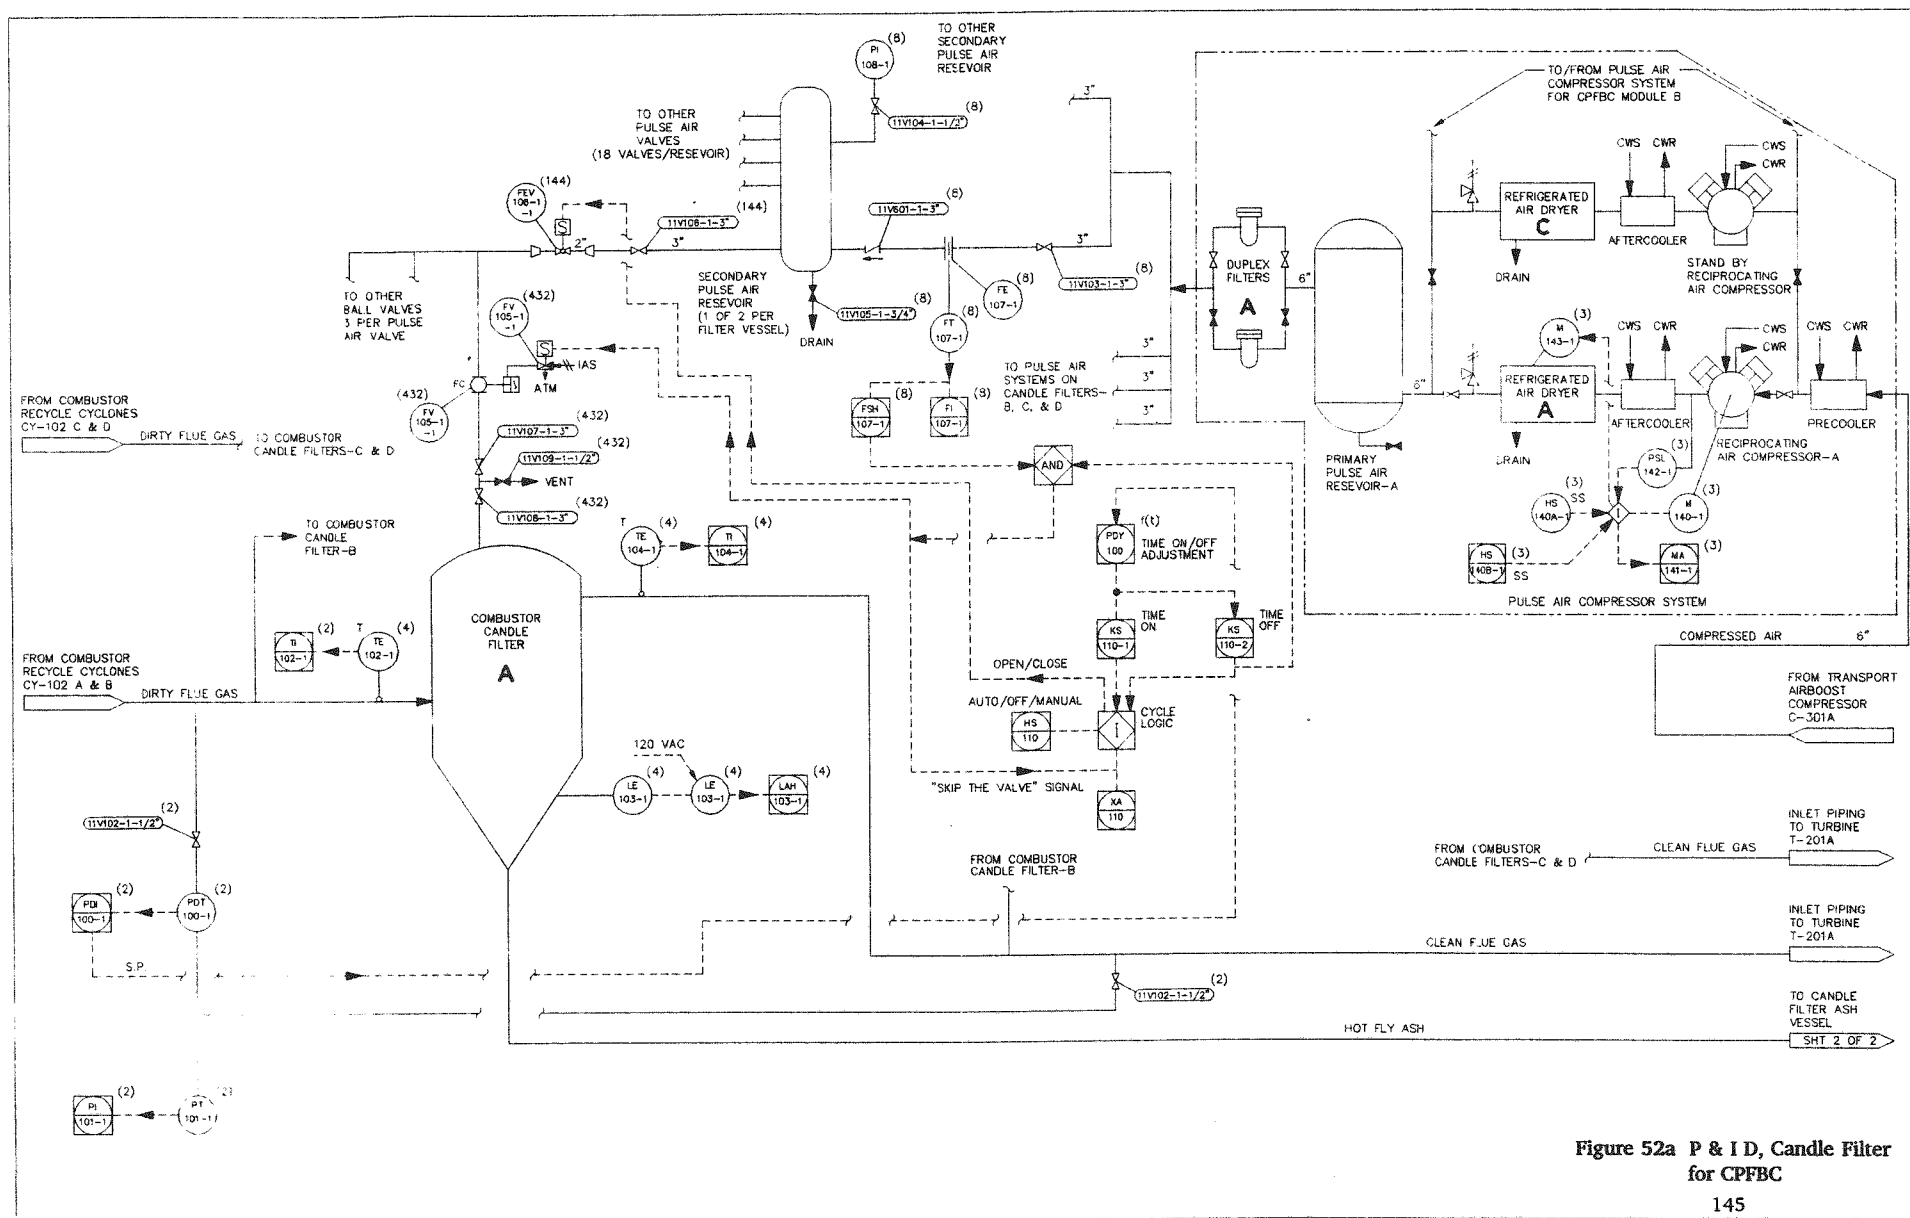 PI
108-1
(8)
TO OTHER
SECONDARY
PULSE AIR
RESEVOIR
TO/FROM PULSE AIR
COMPRESSOR SYSTEM
FOR CPFBC MODULE B
3"
11V104-1-1/2"
(8)
TO OTHER
PULSE AIR
VALVES
(18 VALVES/RESEVOIR)
CWS
CWR
CWS
CWR
FEV
106-1
-1
(144)
S
2"
11V106-1-3"
(144)
3"
11V601-1-3"
(8)
3"
11V103-1-3"
(8)
DUPLEX
FILTERS
A
6"
REFRIGERATED
AIR DRYER
C
AFTERCOOLER
DRAIN
STAND BY
RECIPROCATING
AIR COMPRESSOR
TO OTHER
BALL VALVES
3 PER PULSE
AIR VALVE
SECONDARY
PULSE AIR
RESEVOIR
(1 OF 2 PER
FILTER VESSEL)
11V105-1-3/4"
(8)
DRAIN
FE
107-1
(8)
FT
107-1
(8)
FV
105-1
-1
(432)
S
IAS
ATM
FC
FV
105-1
-1
(432)
TO PULSE AIR
SYSTEMS ON
CANDLE FILTERS-
B, C, & D
3"
3"
3"
FSH
107-1
(8)
FI
107-1
(8)
M
143-1
(3)
CWS
CWR
CWS
CWR
CWS
CWR
6"
REFRIGERATED
AIR DRYER
A
AFTERCOOLER
RECIPROCATING
AIR COMPRESSOR-A
PRECOOLER
DRAIN
FROM COMBUSTOR
RECYCLE CYCLONES
CY-102 C & D
DIRTY FLUE GAS
TO COMBUSTOR
CANDLE FILTERS-C & D
11V107-1-3"
(432)
11V109-1-1/2"
(432)
VENT
11V108-1-3"
(432)
AND
PRIMARY
PULSE AIR
RESEVOIR-A
PSL
142-1
(3)
HS
140A-1
(3)
SS
I
M
140-1
(3)
HS
140B-1
(3)
SS
MA
141-1
(3)
PULSE AIR COMPRESSOR SYSTEM
TO COMBUSTOR
CANDLE
FILTER-B
T
TE
104-1
(4)
TI
104-1
(4)
PDY
100
f(t)
TIME ON/OFF
ADJUSTMENT
COMBUSTOR
CANDLE
FILTER
A
TI
102-1
(2)
T
TE
102-1
(4)
KS
110-1
TIME
ON
KS
110-2
TIME
OFF
COMPRESSED AIR
6"
FROM COMBUSTOR
RECYCLE CYCLONES
CY-102 A & B
DIRTY FLUE GAS
OPEN/CLOSE
AUTO/OFF/MANUAL
HS
110
I
CYCLE
LOGIC
FROM TRANSPORT
AIRBOOST
COMPRESSOR
C-301A
120 VAC
LE
103-1
(4)
LE
103-1
(4)
LAH
103-1
(4)
"SKIP THE VALVE" SIGNAL
XA
110
11V102-1-1/2"
(2)
FROM COMBUSTOR
CANDLE FILTER-B
FROM COMBUSTOR
CANDLE FILTERS-C & D
CLEAN FLUE GAS
INLET PIPING
TO TURBINE
T-201A
PDI
100-1
(2)
PDT
100-1
(2)
S.P.
CLEAN FLUE GAS
INLET PIPING
TO TURBINE
T-201A
11V102-1-1/2"
(2)
HOT FLY ASH
TO CANDLE
FILTER ASH
VESSEL
SHT 2 OF 2
PI
101-1
(2)
PT
101-1
(2)
Figure 52a P & I D, Candle Filter
for CPFBC
145